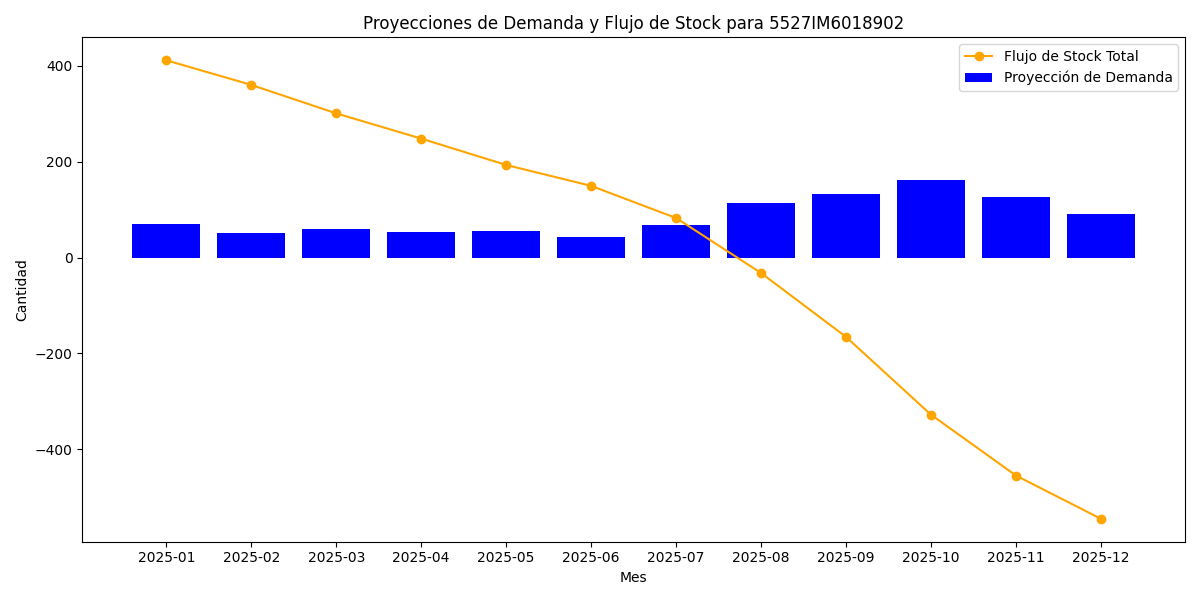 Proyecciones de Demanda y Flujo de Stock para 5527IM6018902
Flujo de Stock Total
Proyección de Demanda
Cantidad
400
200
0
−200
−400
2025-01 2025-02 2025-03 2025-04 2025-05 2025-06 2025-07 2025-08 2025-09 2025-10 2025-11 2025-12
Mes